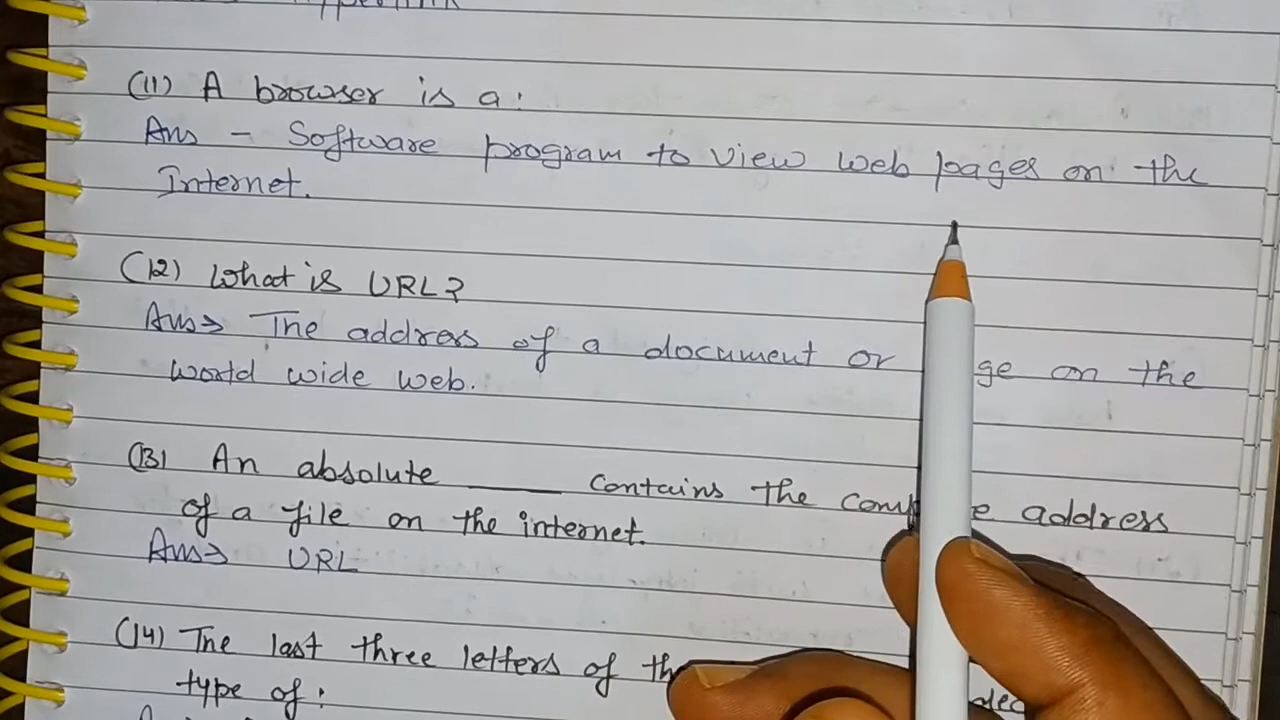 (11) A browser is a:
Ans - Software program to view web pages on the
Internet.
(12) What is URL?
Ans→ The address of a document or ge on the
world wide web.
(13) An absolute ____ contains the comp e address
of a file on the internet.
Ans→ URL
(14) The last three letters of th
type of: